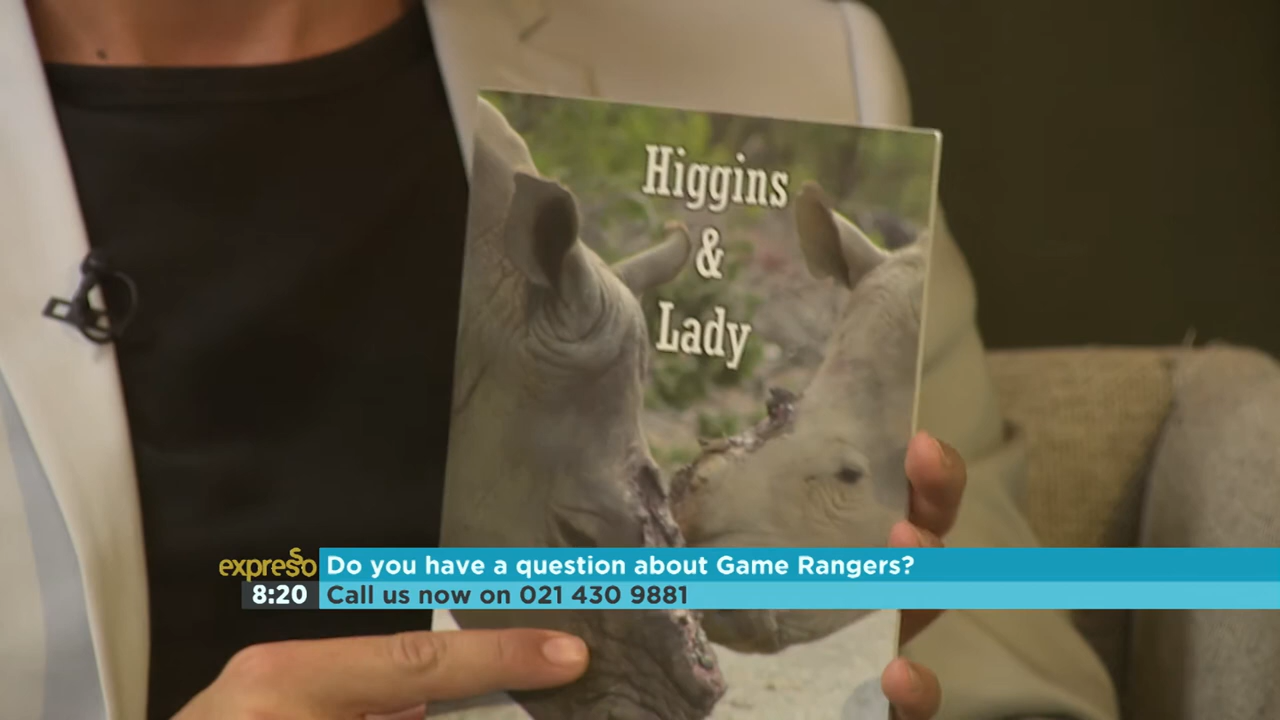 Higgins
&
Lady
expresso Do you have a question about Game Rangers?
8:20 Call us now on 021 430 9881